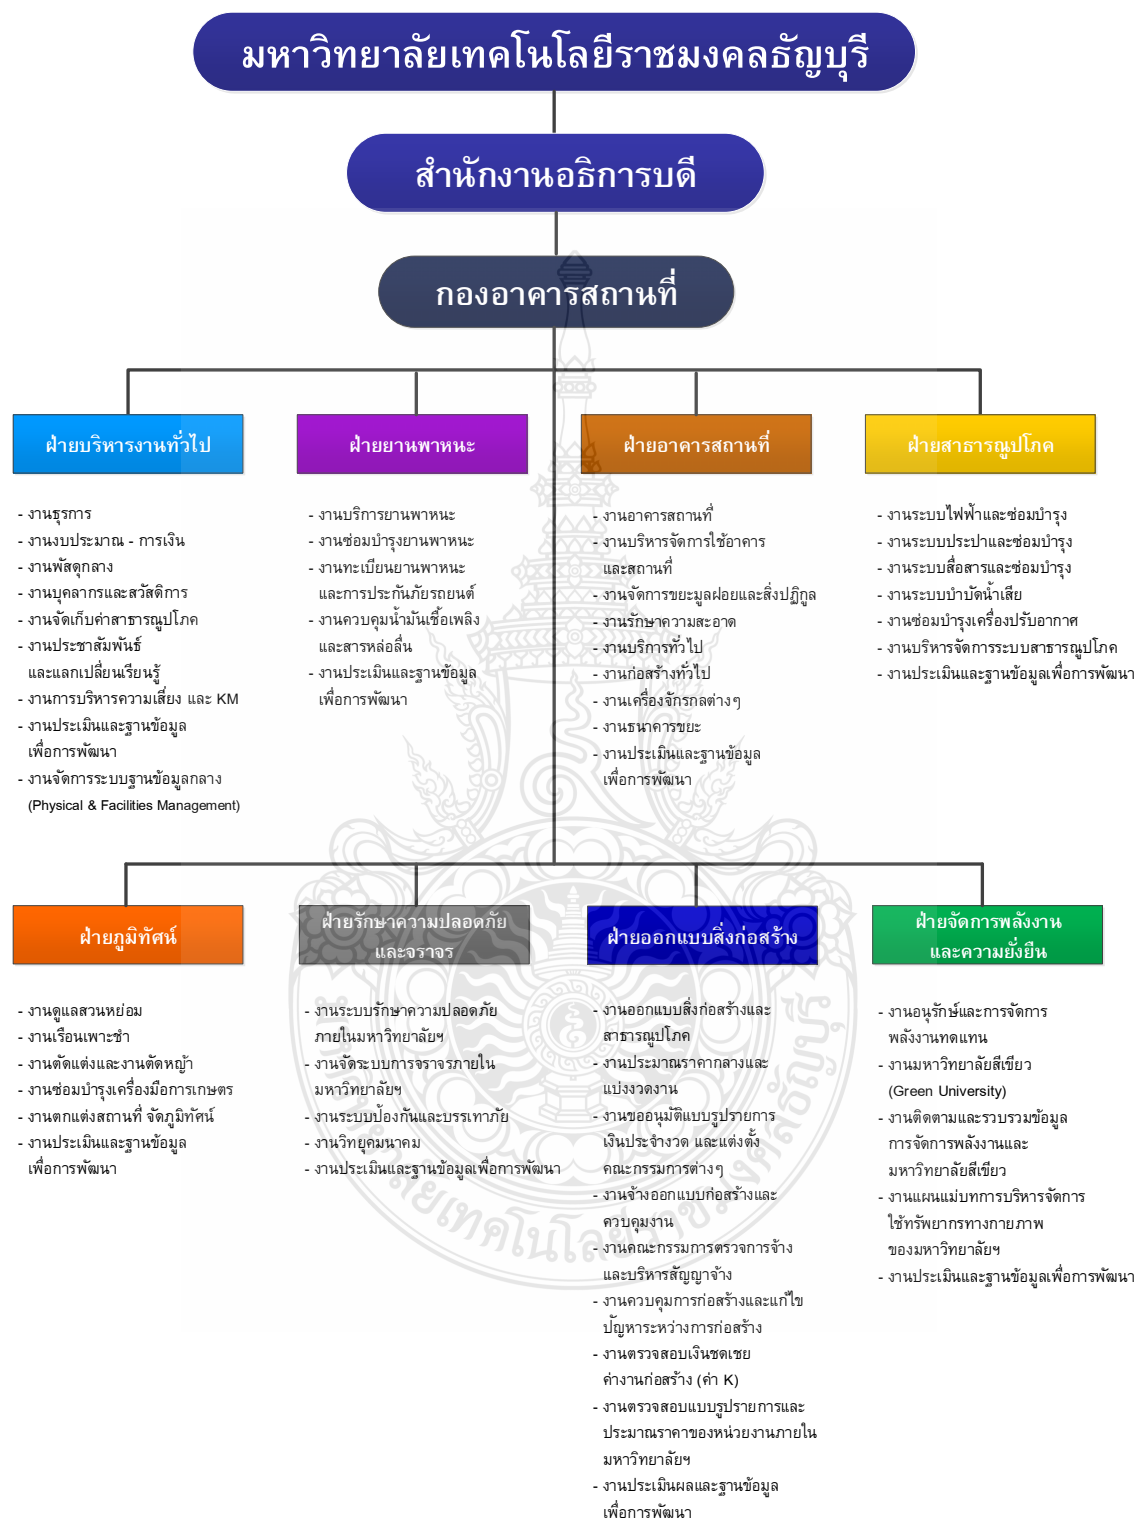 มหาวิทยาลัยเทคโนโลยีราชมงคลธัญบุรี
สำนักงานอธิการบดี
กองอาคารสถานที่
ฝ่ายบริหารงานทั่วไป
- งานธุรการ
- งานงบประมาณ - การเงิน
- งานพัสดุกลาง
- งานบุคลากรและสวัสดิการ
- งานจัดเก็บค่าสาธารณูปโภค
- งานประชาสัมพันธ์
และแลกเปลี่ยนเรียนรู้
- งานการบริหารความเสี่ยง และ KM
- งานประเมินและฐานข้อมูล
เพื่อการพัฒนา
- งานจัดการระบบฐานข้อมูลกลาง
(Physical & Facilities Management)
ฝ่ายยานพาหนะ
- งานบริการยานพาหนะ
- งานซ่อมบำรุงยานพาหนะ
- งานทะเบียนยานพาหนะ
และการประกันภัยรถยนต์
- งานควบคุมน้ำมันเชื้อเพลิง
และสารหล่อลื่น
- งานประเมินและฐานข้อมูล
เพื่อการพัฒนา
ฝ่ายอาคารสถานที่
- งานอาคารสถานที่
- งานบริหารจัดการใช้อาคาร
และสถานที่
- งานจัดการขยะมูลฝอยและสิ่งปฏิกูล
- งานรักษาความสะอาด
- งานบริการทั่วไป
- งานก่อสร้างทั่วไป
- งานเครื่องจักรกลต่างๆ
- งานธนาคารขยะ
- งานประเมินและฐานข้อมูล
เพื่อการพัฒนา
ฝ่ายสาธารณูปโภค
- งานระบบไฟฟ้าและซ่อมบำรุง
- งานระบบประปาและซ่อมบำรุง
- งานระบบสื่อสารและซ่อมบำรุง
- งานระบบบำบัดน้ำเสีย
- งานซ่อมบำรุงเครื่องปรับอากาศ
- งานบริหารจัดการระบบสาธารณูปโภค
- งานประเมินและฐานข้อมูลเพื่อการพัฒนา
ฝ่ายภูมิทัศน์
- งานดูแลสวนหย่อม
- งานเรือนเพาะชำ
- งานตัดแต่งและงานตัดหญ้า
- งานซ่อมบำรุงเครื่องมือการเกษตร
- งานตกแต่งสถานที่ จัดภูมิทัศน์
- งานประเมินและฐานข้อมูล
เพื่อการพัฒนา
ฝ่ายรักษาความปลอดภัย
และจราจร
- งานระบบรักษาความปลอดภัย
ภายในมหาวิทยาลัยฯ
- งานจัดระบบการจราจรภายใน
มหาวิทยาลัยฯ
- งานระบบป้องกันและบรรเทาภัย
- งานวิทยุคมนาคม
- งานประเมินและฐานข้อมูลเพื่อการพัฒนา
ฝ่ายออกแบบสิ่งก่อสร้าง
- งานออกแบบสิ่งก่อสร้างและ
สาธารณูปโภค
- งานประมาณราคากลางและ
แบ่งงวดงาน
- งานขออนุมัติแบบรูปรายการ
เงินประจำงวด และแต่งตั้ง
คณะกรรมการต่างๆ
- งานจ้างออกแบบก่อสร้างและ
ควบคุมงาน
- งานคณะกรรมการตรวจการจ้าง
และบริหารสัญญาจ้าง
- งานควบคุมการก่อสร้างและแก้ไข
ปัญหาระหว่างการก่อสร้าง
- งานตรวจสอบเงินชดเชย
ค่างานก่อสร้าง (ค่า K)
- งานตรวจสอบแบบรูปรายการและ
ประมาณราคาของหน่วยงานภายใน
มหาวิทยาลัยฯ
- งานประเมินผลและฐานข้อมูล
เพื่อการพัฒนา
ฝ่ายจัดการพลังงาน
และความยั่งยืน
- งานอนุรักษ์และการจัดการ
พลังงานทดแทน
- งานมหาวิทยาลัยสีเขียว
(Green University)
- งานติดตามและรวบรวมข้อมูล
การจัดการพลังงานและ
มหาวิทยาลัยสีเขียว
- งานแผนแม่บทการบริหารจัดการ
ใช้ทรัพยากรทางกายภาพ
ของมหาวิทยาลัยฯ
- งานประเมินและฐานข้อมูลเพื่อการพัฒนา